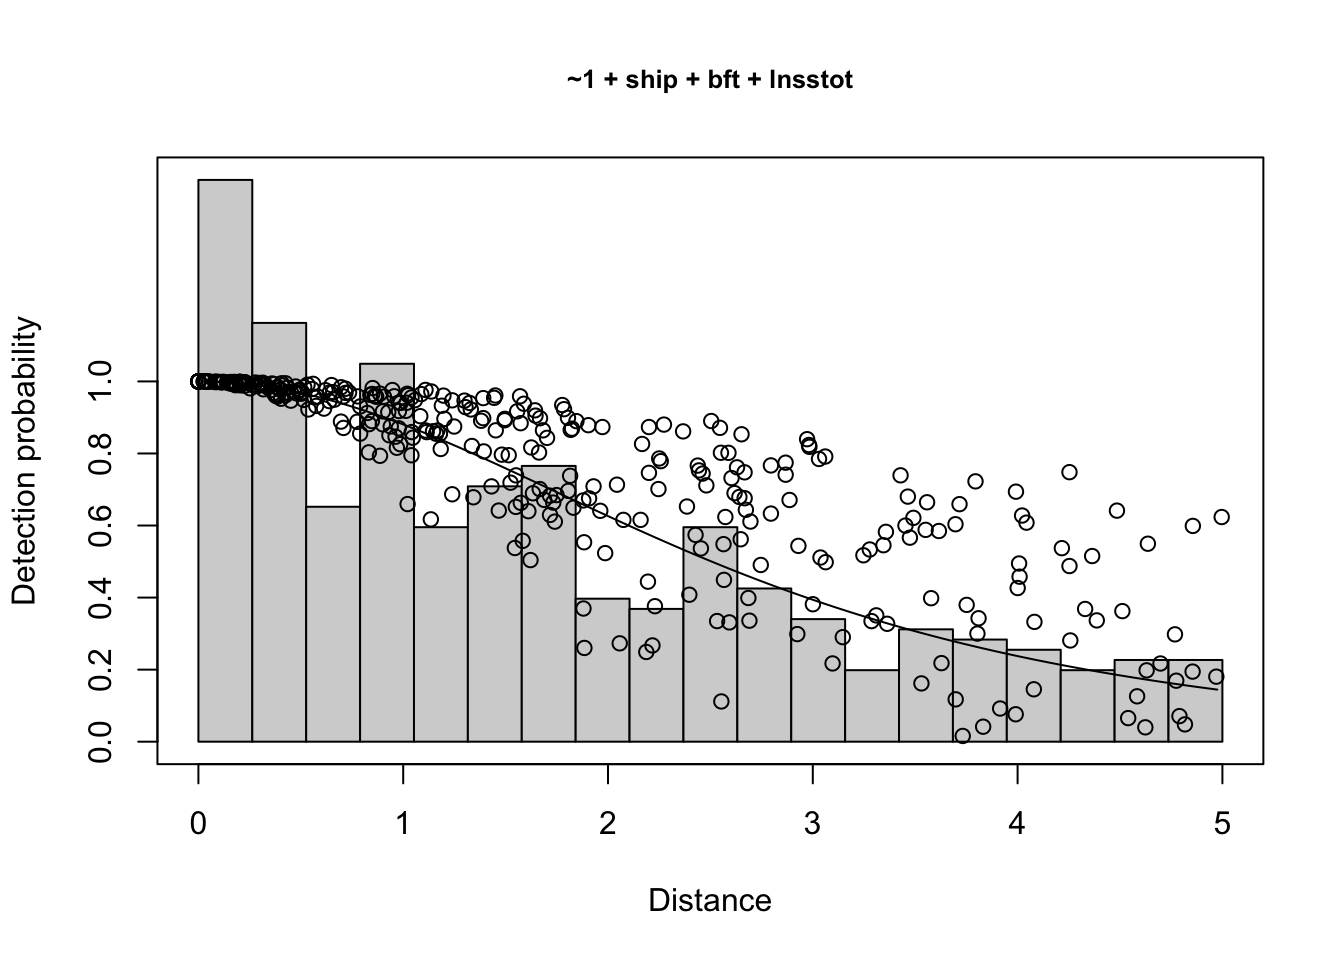 ~1 + ship + bft + lnsstot
Detection probability
0.0 0.2 0.4 0.6 0.8 1.0
0 1 2 3 4 5
Distance